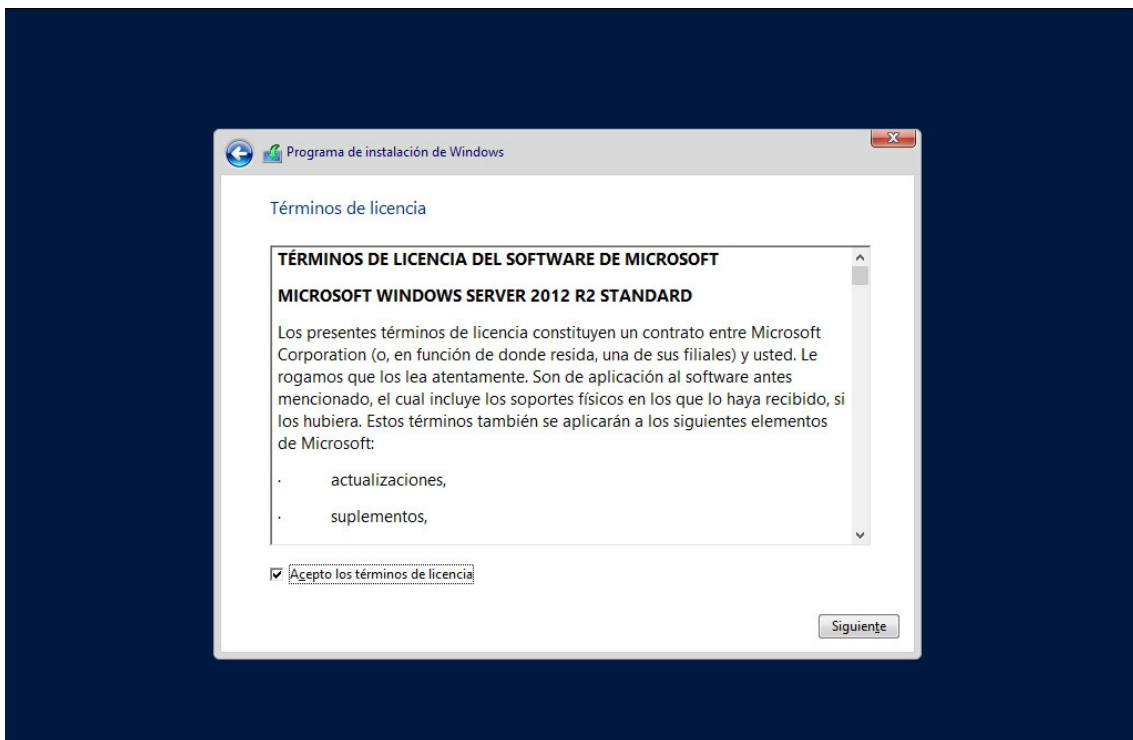 Programa de instalación de Windows
Términos de licencia
TÉRMINOS DE LICENCIA DEL SOFTWARE DE MICROSOFT
MICROSOFT WINDOWS SERVER 2012 R2 STANDARD
Los presentes términos de licencia constituyen un contrato entre Microsoft
Corporation (o, en función de donde resida, una de sus filiales) y usted. Le
rogamos que los lea atentamente. Son de aplicación al software antes
mencionado, el cual incluye los soportes físicos en los que lo haya recibido, si
los hubiera. Estos términos también se aplicarán a los siguientes elementos
de Microsoft:
· actualizaciones,
· suplementos,
Acepto los términos de licencia
Siguiente